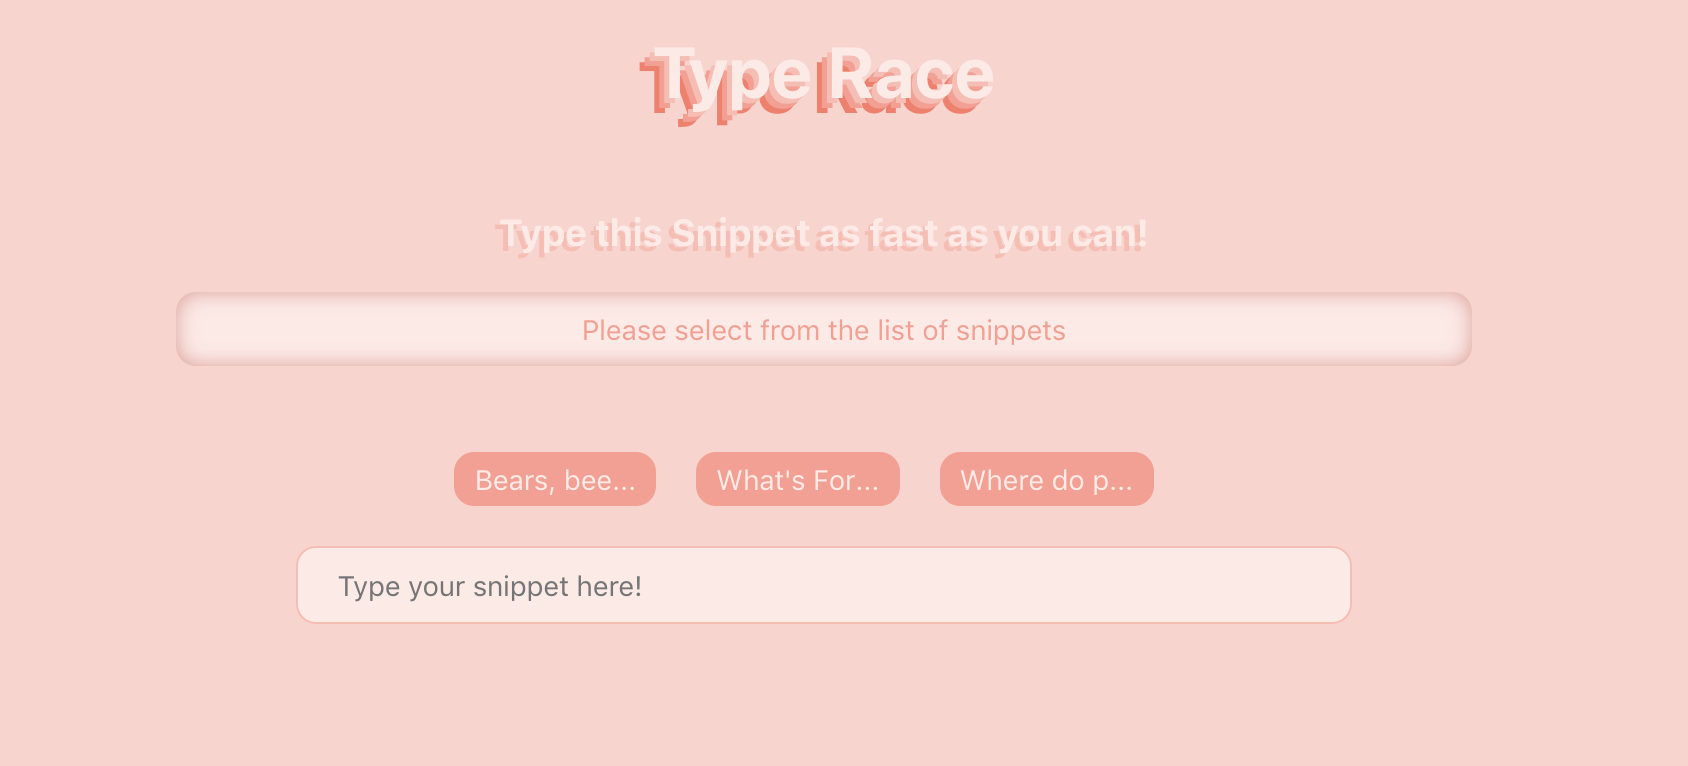 Type Race
Type this Snippet as fast as you can!
Please select from the list of snippets
Bears, bee... What's For... Where do p...
Type your snippet here!